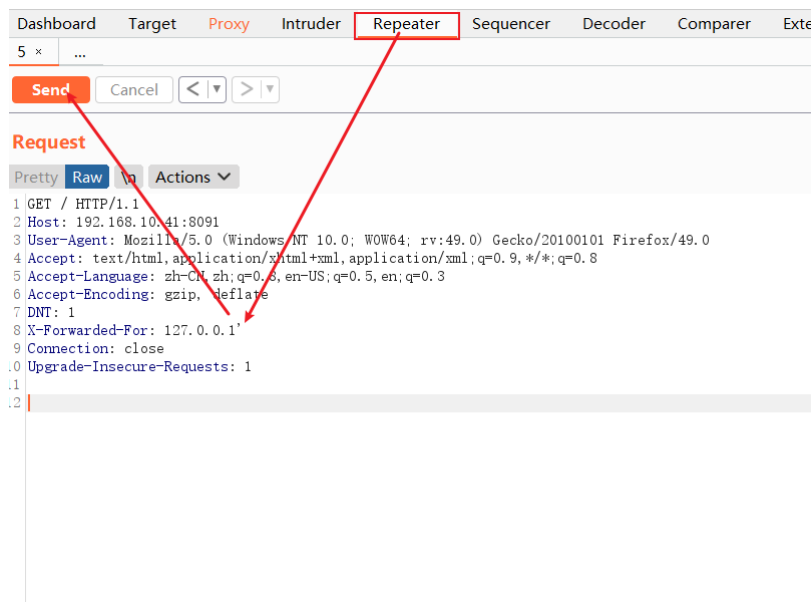 Dashboard Target Proxy Intruder Repeater Sequencer Decoder Comparer Exte
5 × ...
Send Cancel < | ▼ > | ▼
Request
Pretty Raw \n Actions
1 GET / HTTP/1.1
2 Host: 192.168.10.41:8091
3 User-Agent: Mozilla/5.0 (Windows NT 10.0; WOW64; rv:49.0) Gecko/20100101 Firefox/49.0
4 Accept: text/html,application/xhtml+xml,application/xml;q=0.9,*/*;q=0.8
5 Accept-Language: zh-CN,zh;q=0.8,en-US;q=0.5,en;q=0.3
6 Accept-Encoding: gzip, deflate
7 DNT: 1
8 X-Forwarded-For: 127.0.0.1'
9 Connection: close
.0 Upgrade-Insecure-Requests: 1
.1
.2